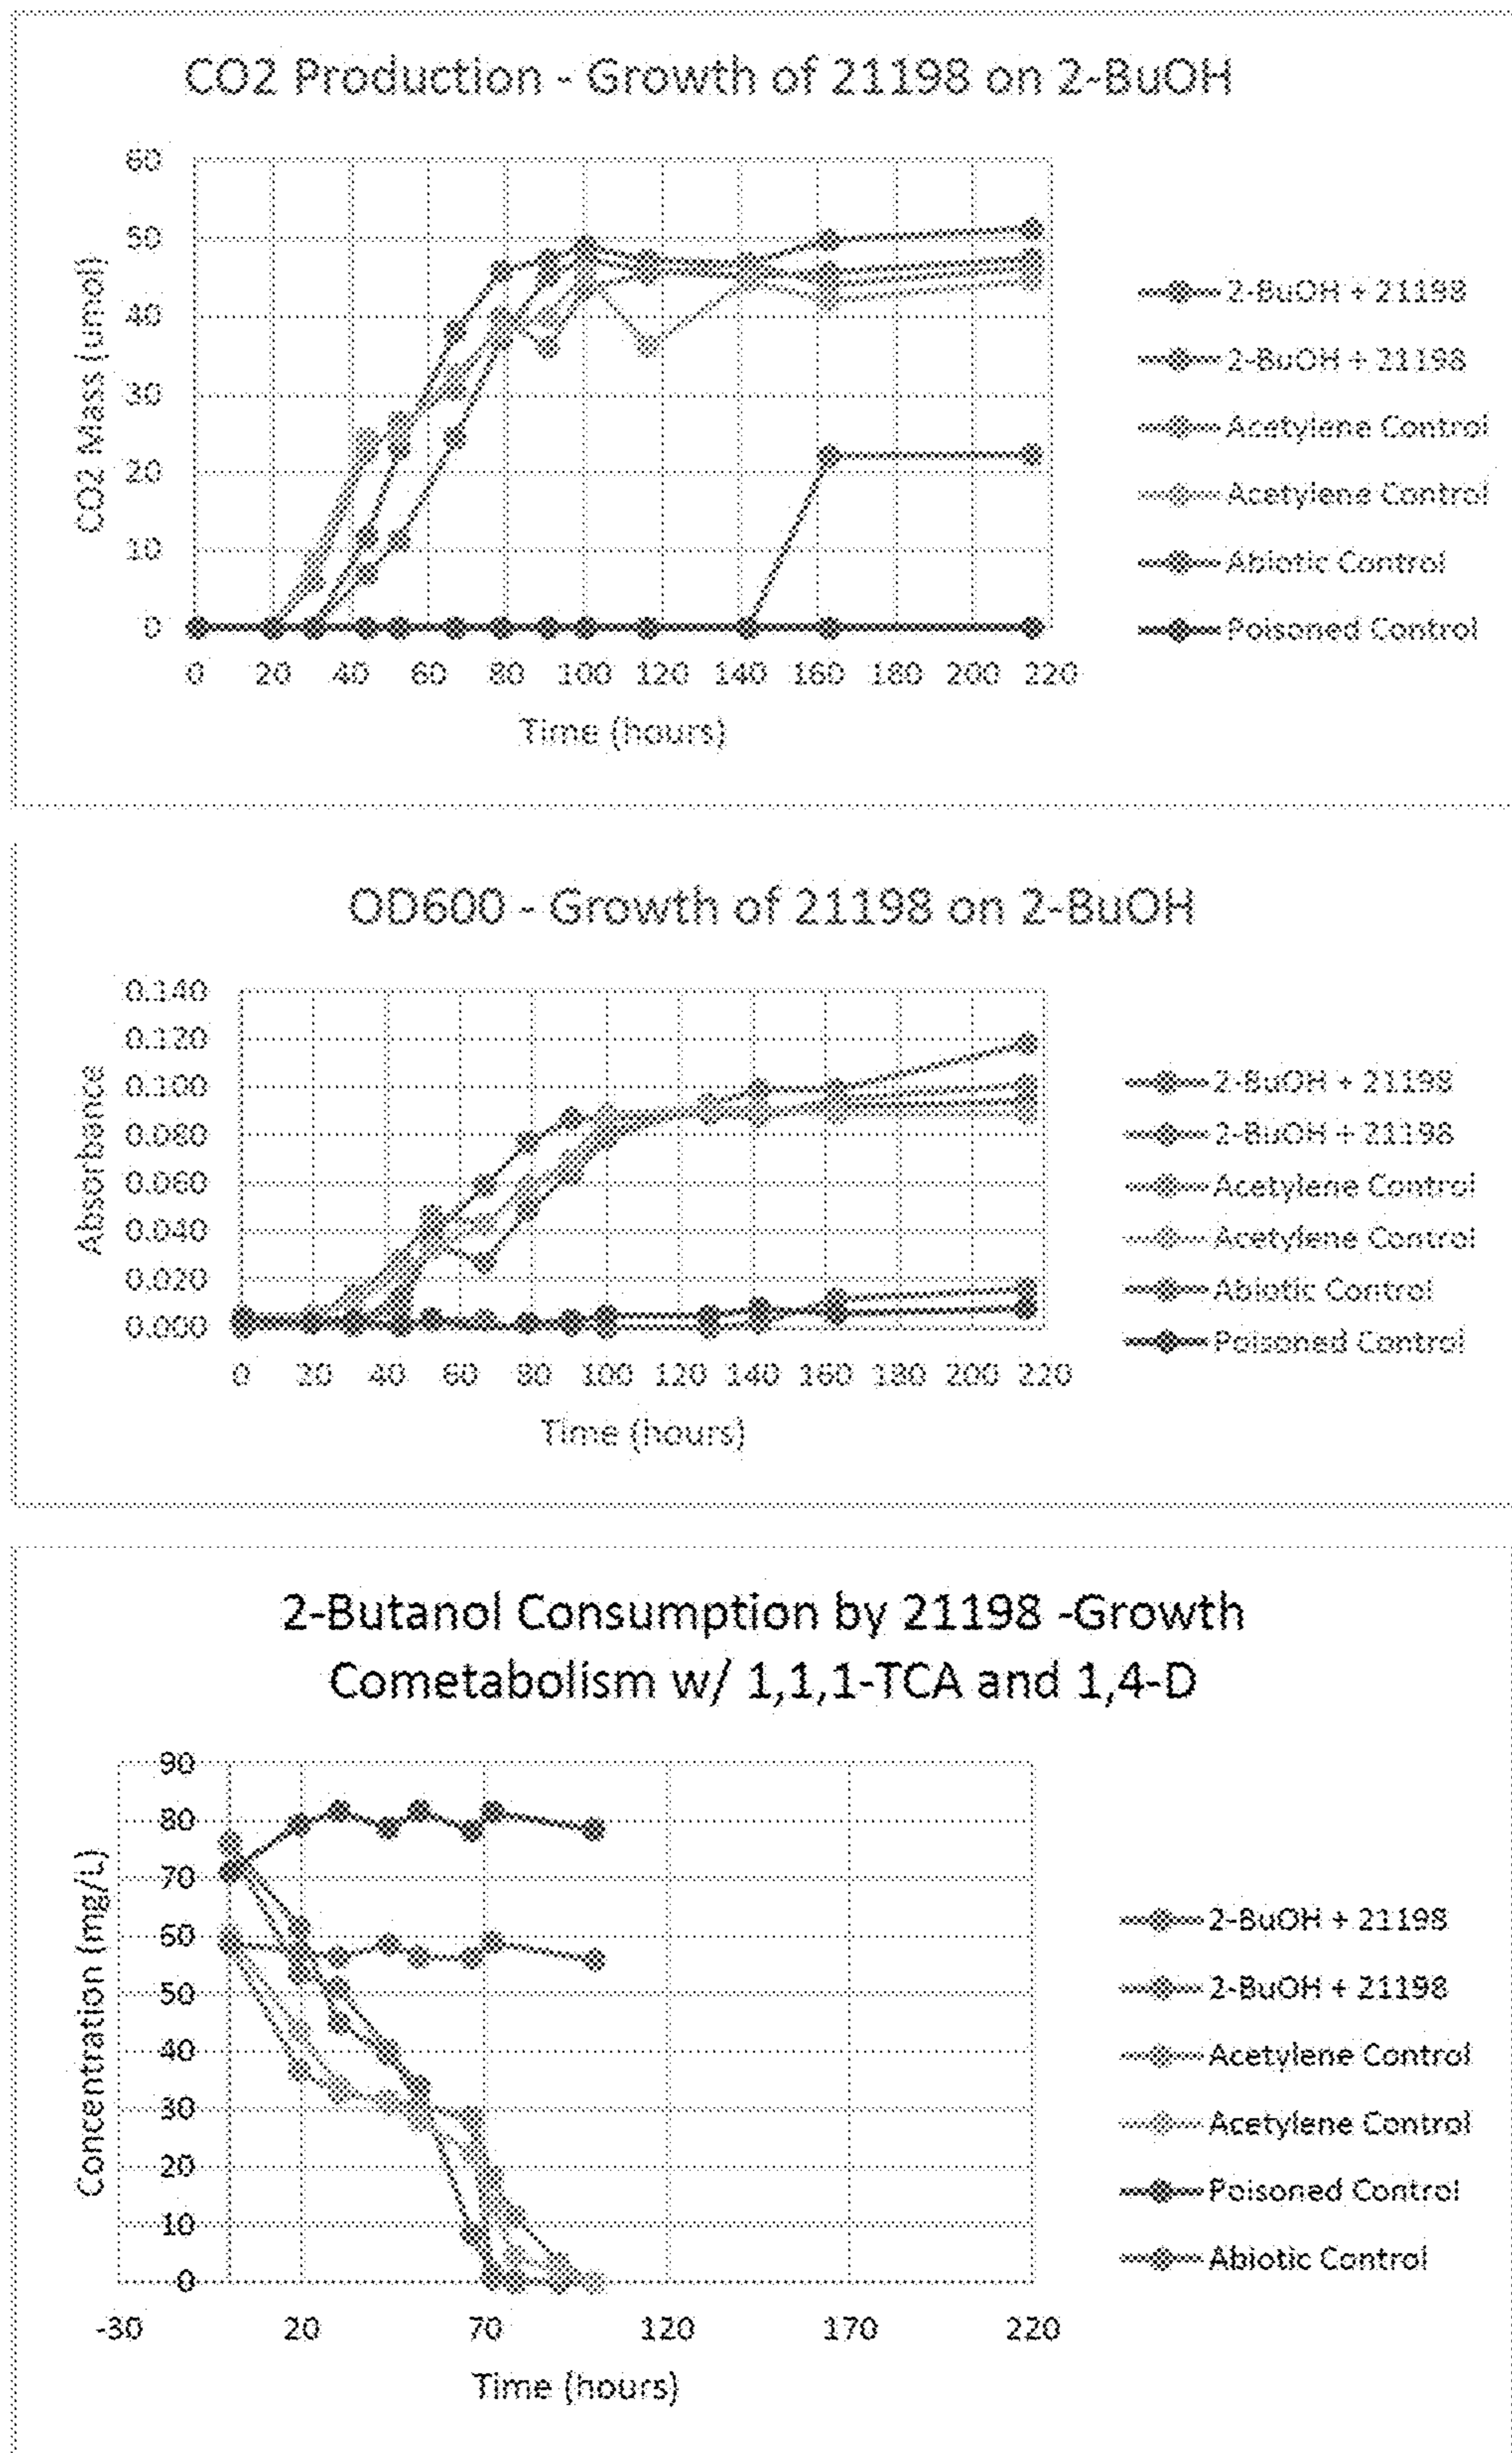 CO2 Production - Growth of 21198 on 2-BuOH
60
50
40
30
20
10
0
CO2 Mass (umol)
0 20 40 60 80 100 120 140 160 180 200 220
Time (hours)
2-BuOH + 21198
2-BuOH + 21198
Acetylene Control
Acetylene Control
Abiotic Control
Poisoned Control
OD600 - Growth of 21198 on 2-BuOH
0.140
0.120
0.100
0.080
0.060
0.040
0.020
0.000
Absorbance
0 20 40 60 80 100 120 140 160 180 200 220
Time (hours)
2-BuOH + 21198
2-BuOH + 21198
Acetylene Control
Acetylene Control
Abiotic Control
Poisoned Control
2-Butanol Consumption by 21198 -Growth
Cometabolism w/ 1,1,1-TCA and 1,4-D
90
80
70
60
50
40
30
20
10
0
Concentration (mg/L)
-30 20 70 120 170 220
Time (hours)
2-BuOH + 21198
2-BuOH + 21198
Acetylene Control
Acetylene Control
Poisoned Control
Abiotic Control